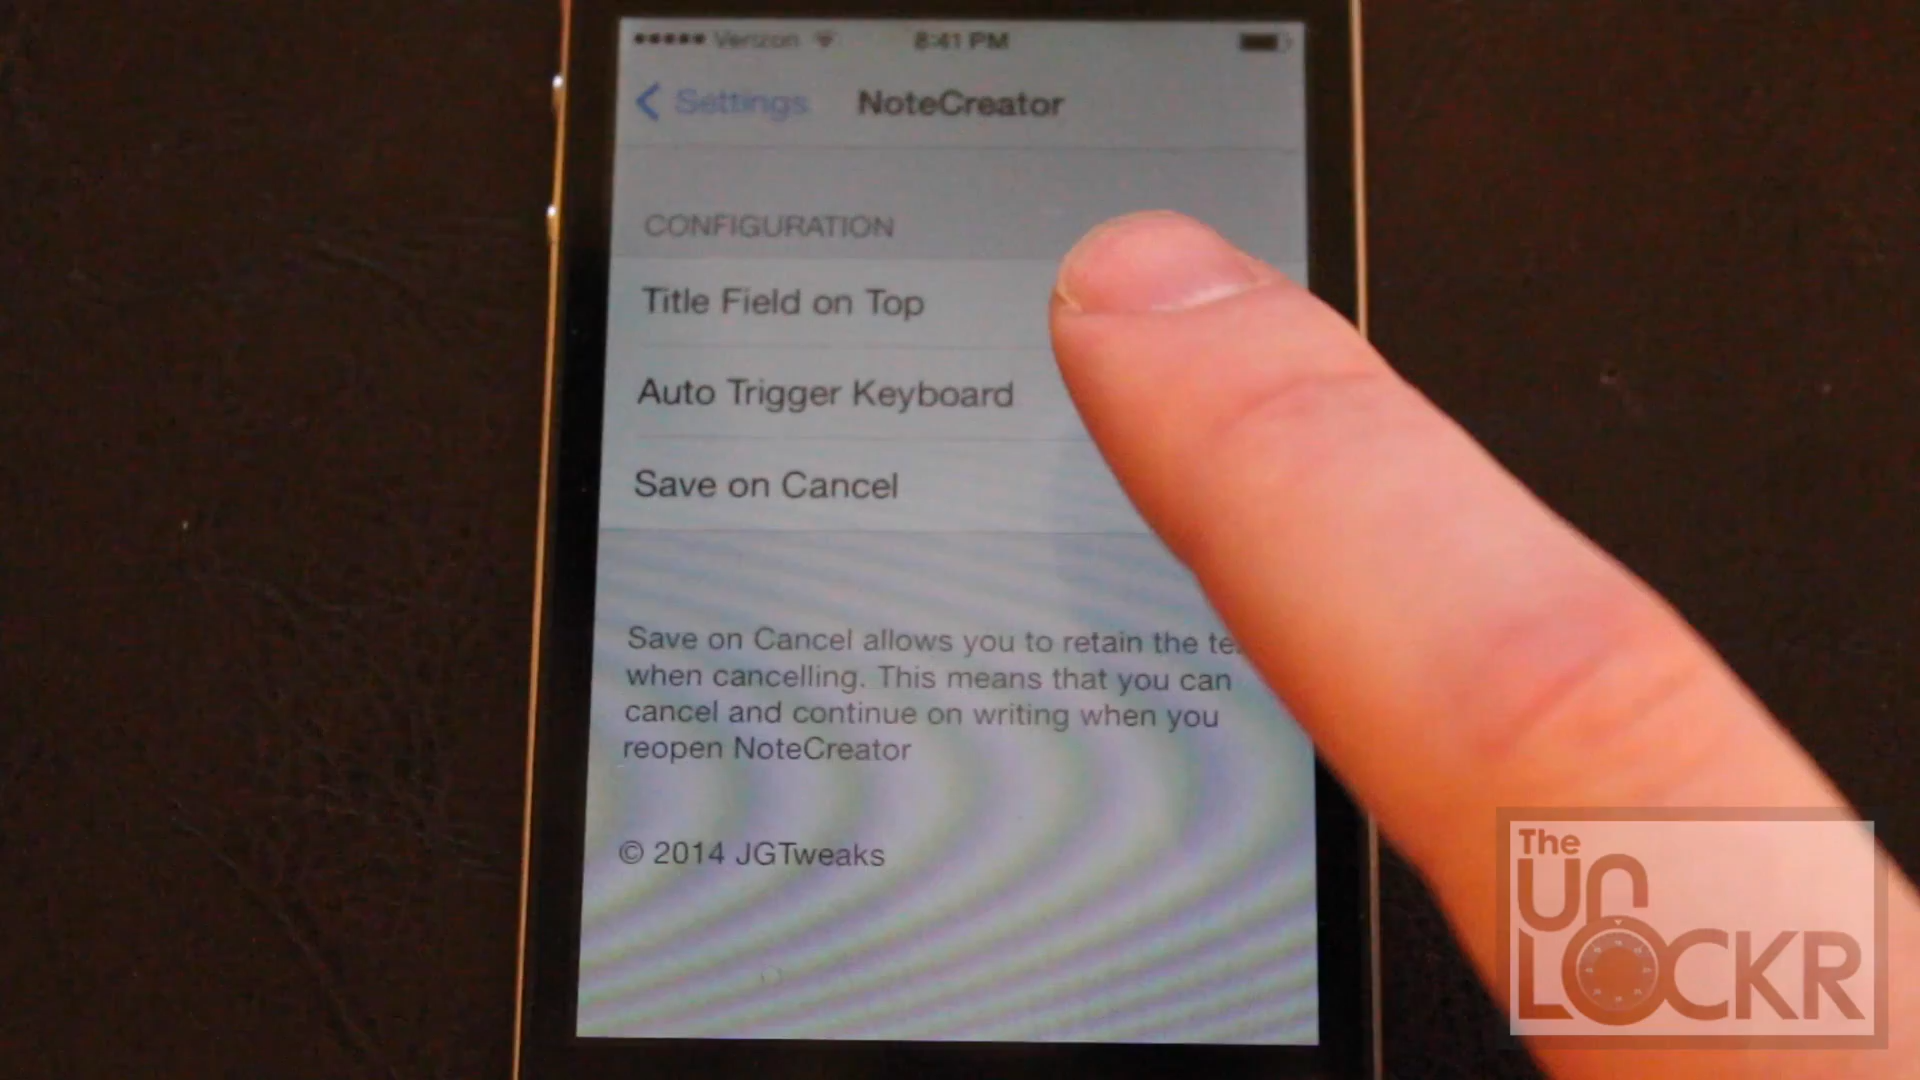 Verizon 8:41 PM
Settings NoteCreator
CONFIGURATION
Title Field on Top
Auto Trigger Keyboard
Save on Cancel
Save on Cancel allows you to retain the
when cancelling. This means that you can
cancel and continue on writing when you
reopen NoteCreator
© 2014 JGTweaks
The
UnLOCKR